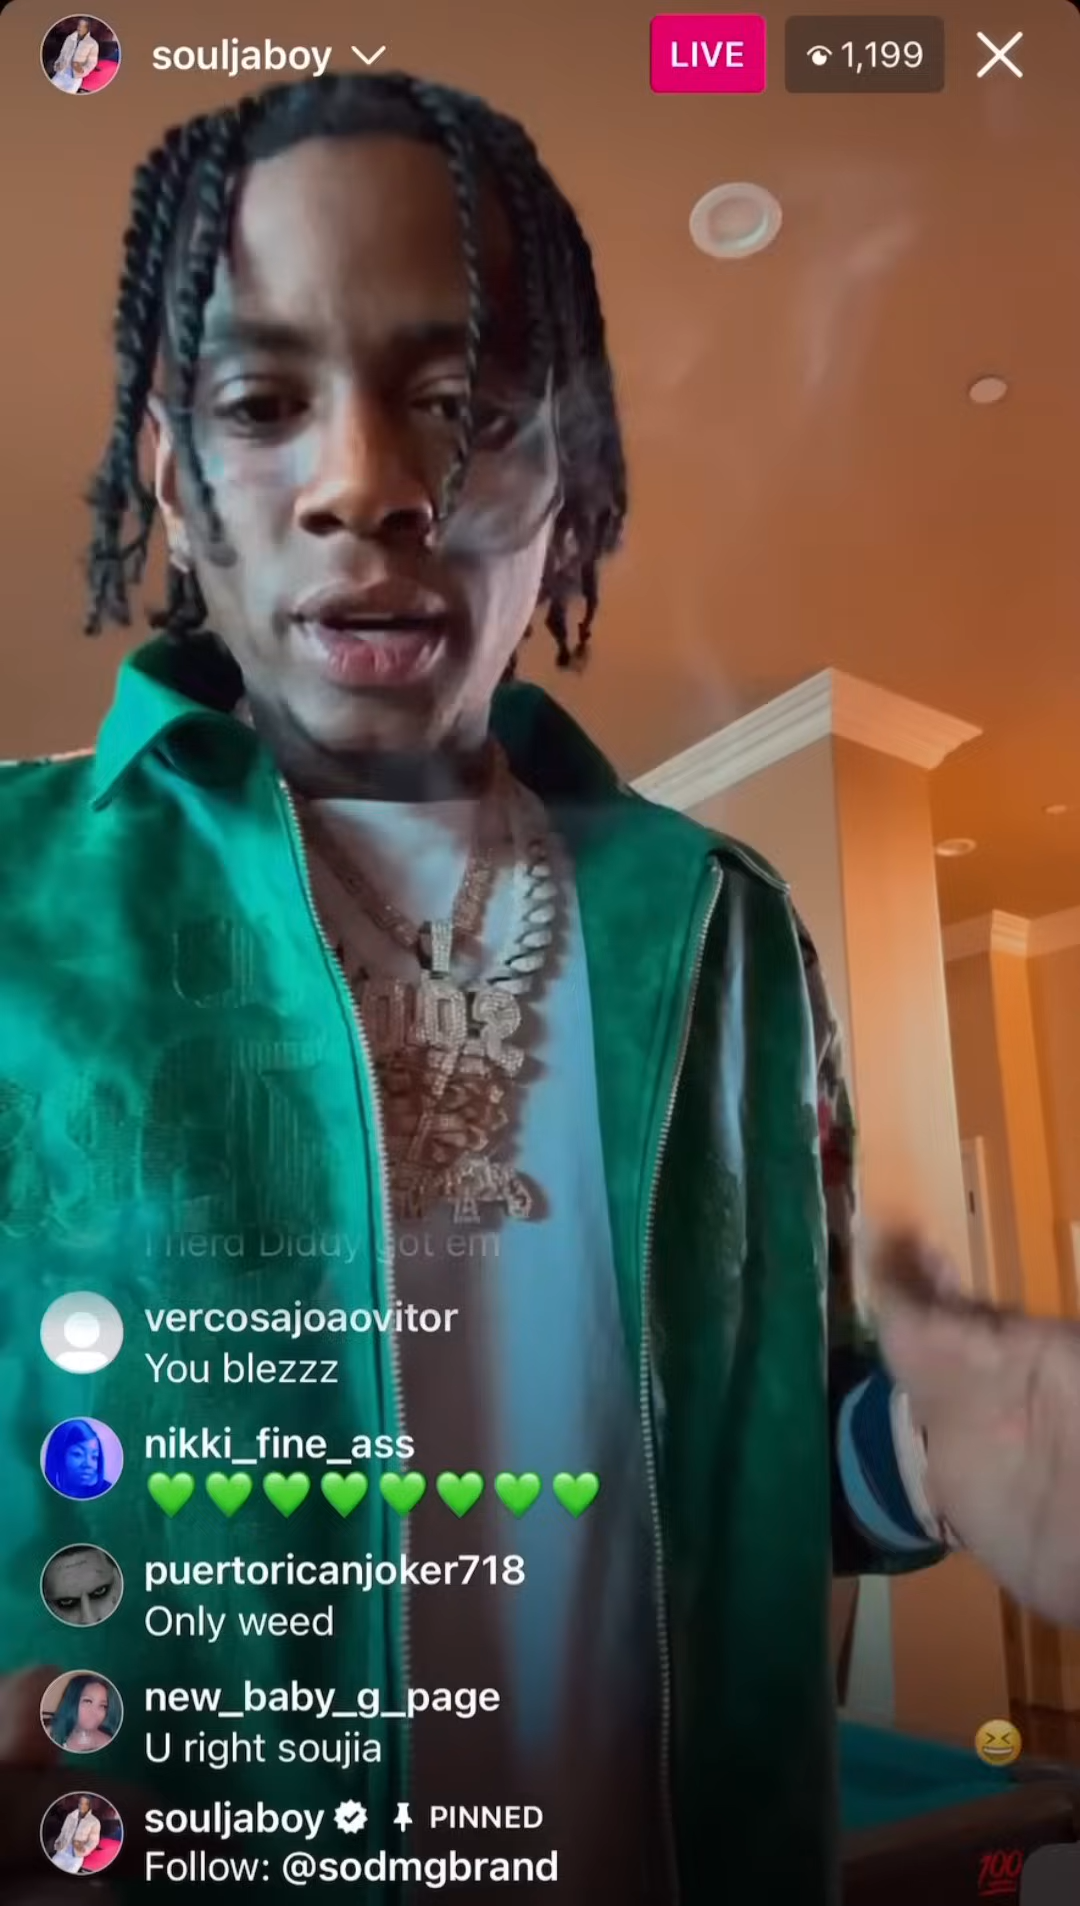 souljaboy
LIVE
1,199
I herd Diddy got em
vercosajoaovitor
You blezzz
nikki_fine_ass
💚💚💚💚💚💚💚💚
puertoricanjoker718
Only weed
new_baby_g_page
U right soujia
souljaboy PINNED
Follow: @sodmgbrand
💯